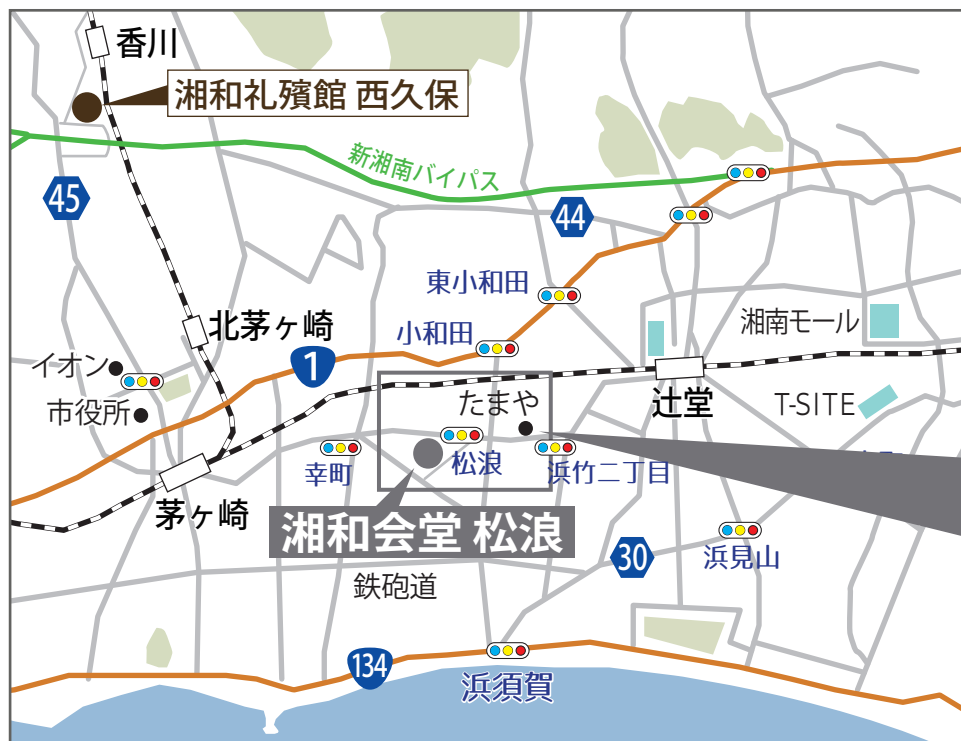 香川
湘和礼殯館 西久保
新湘南バイパス
45
44
東小和田
小和田
北茅ヶ崎
1
湘南モール
イオン
市役所
たまや
辻堂
T-SITE
幸町
松浪
浜竹二丁目
茅ヶ崎
湘和会堂 松浪
30
浜見山
鉄砲道
134
浜須賀